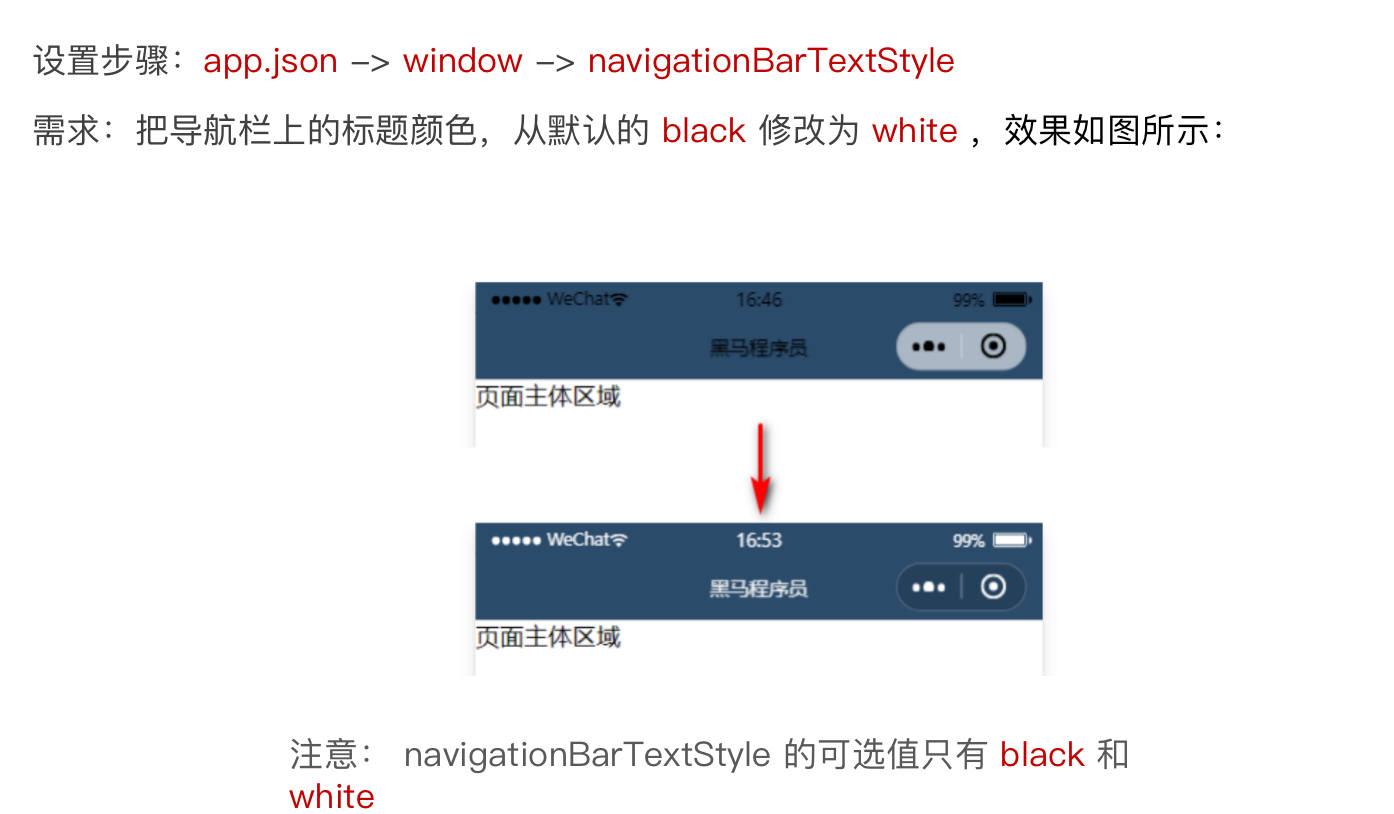 设置步骤：app.json –> window –> navigationBarTextStyle
需求：把导航栏上的标题颜色，从默认的 black 修改为 white ，效果如图所示：
●●●●● WeChat 16:46 99%
黑马程序员
页面主体区域
●●●●● WeChat 16:53 99%
黑马程序员
页面主体区域
注意： navigationBarTextStyle 的可选值只有 black 和
white